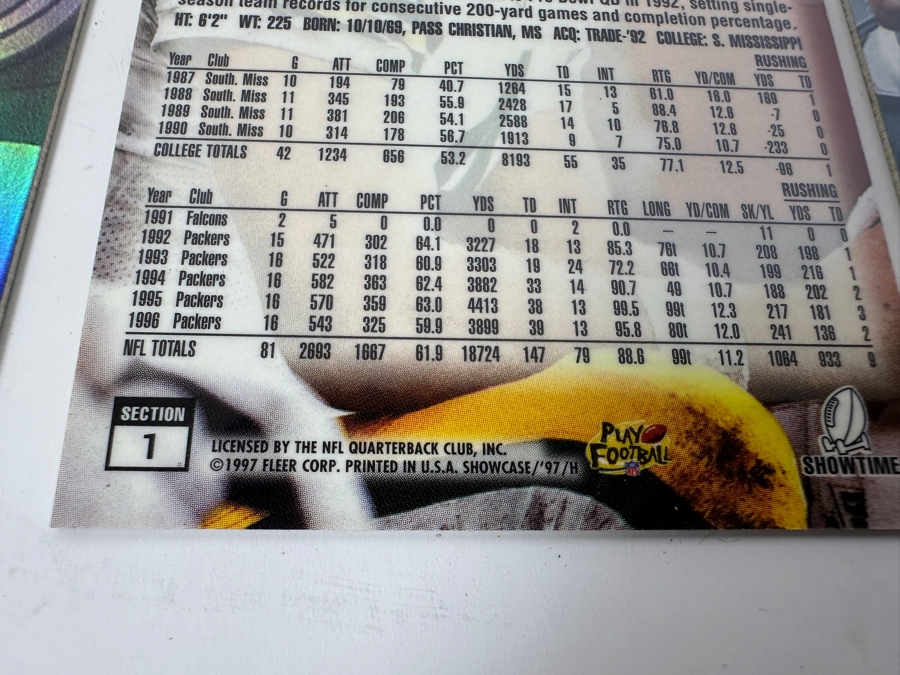 season team records for consecutive 200-yard games and completion percentage.
HT: 6'2" WT: 225 BORN: 10/10/69, PASS CHRISTIAN, MS ACQ: TRADE-'92 COLLEGE: S. MISSISSIPPI
RUSHING
Year Club G ATT COMP PCT YDS TD INT RTG YD/COM YDS TD
1987 South. Miss 10 194 79 40.7 1264 15 13 61.0 16.0 169 1
1988 South. Miss 11 345 193 55.9 2428 17 5 88.4 12.6 -7 0
1989 South. Miss 11 381 206 54.1 2588 14 10 76.8 12.6 -25 0
1990 South. Miss 10 314 178 56.7 1913 9 7 75.0 10.7 -233 0
COLLEGE TOTALS 42 1234 656 53.2 8193 55 35 77.1 12.5 -98 1
RUSHING
Year Club G ATT COMP PCT YDS TD INT RTG LONG YD/COM SK/YL YDS TD
1991 Falcons 2 5 0 0.0 0 0 2 0.0 – – 11 0 0
1992 Packers 15 471 302 64.1 3227 18 13 85.3 76t 10.7 208 198 1
1993 Packers 16 522 318 60.9 3303 19 24 72.2 66t 10.4 199 216 1
1994 Packers 16 582 363 62.4 3882 33 14 90.7 49 10.7 188 202 2
1995 Packers 16 570 359 63.0 4413 38 13 99.5 99t 12.3 217 181 3
1996 Packers 16 543 325 59.9 3899 39 13 95.8 80t 12.0 241 136 2
NFL TOTALS 81 2693 1667 61.9 18724 147 79 88.6 99t 11.2 1064 933 9
SECTION
1
LICENSED BY THE NFL QUARTERBACK CLUB, INC.
©1997 FLEER CORP. PRINTED IN U.S.A. SHOWCASE/'97/H
PLAY
FOOTBALL
NFL
SHOWTIME